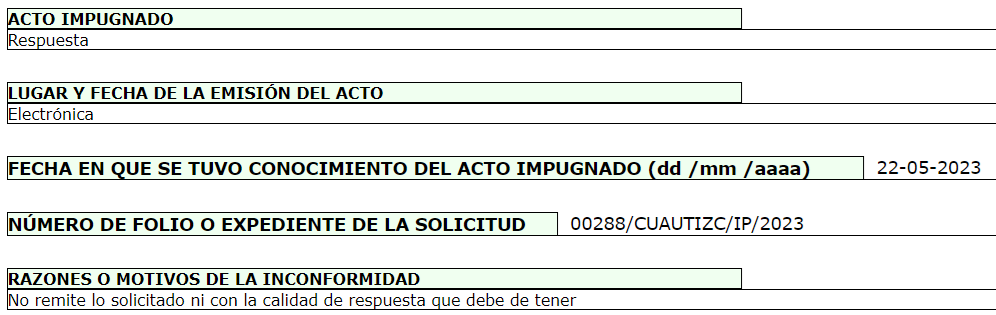 ACTO IMPUGNADO
Respuesta
LUGAR Y FECHA DE LA EMISIÓN DEL ACTO
Electrónica
FECHA EN QUE SE TUVO CONOCIMIENTO DEL ACTO IMPUGNADO (dd /mm /aaaa) 22-05-2023
NÚMERO DE FOLIO O EXPEDIENTE DE LA SOLICITUD 00288/CUAUTIZC/IP/2023
RAZONES O MOTIVOS DE LA INCONFORMIDAD
No remite lo solicitado ni con la calidad de respuesta que debe de tener